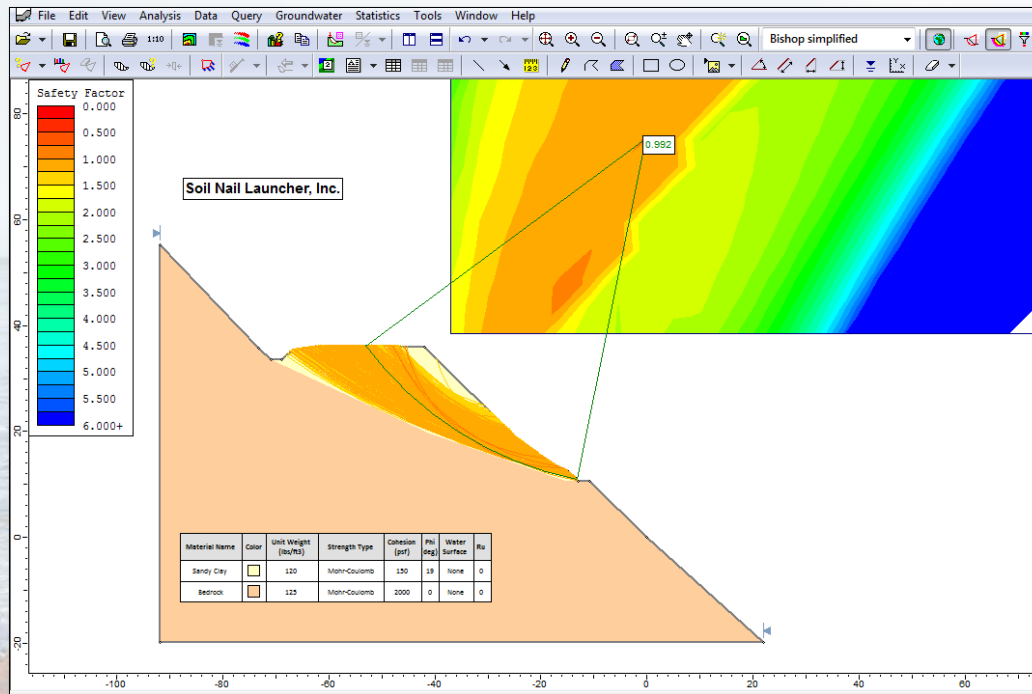 File Edit View Analysis Data Query Groundwater Statistics Tools Window Help
1:10 Bishop simplified
2 123
Safety Factor
0.000
0.500
1.000
1.500
2.000
2.500
3.000
3.500
4.000
4.500
5.000
5.500
6.000+
Soil Nail Launcher, Inc.
0.992
80
60
40
20
0
-20
Material Name Color Unit Weight (lbs/ft3) Strength Type Cohesion (psf) Phi (deg) Water Surface Ru
Sandy Clay 120 Mohr-Coulomb 150 19 None 0
Bedrock 125 Mohr-Coulomb 2000 0 None 0
-100 -80 -60 -40 -20 0 20 40 60